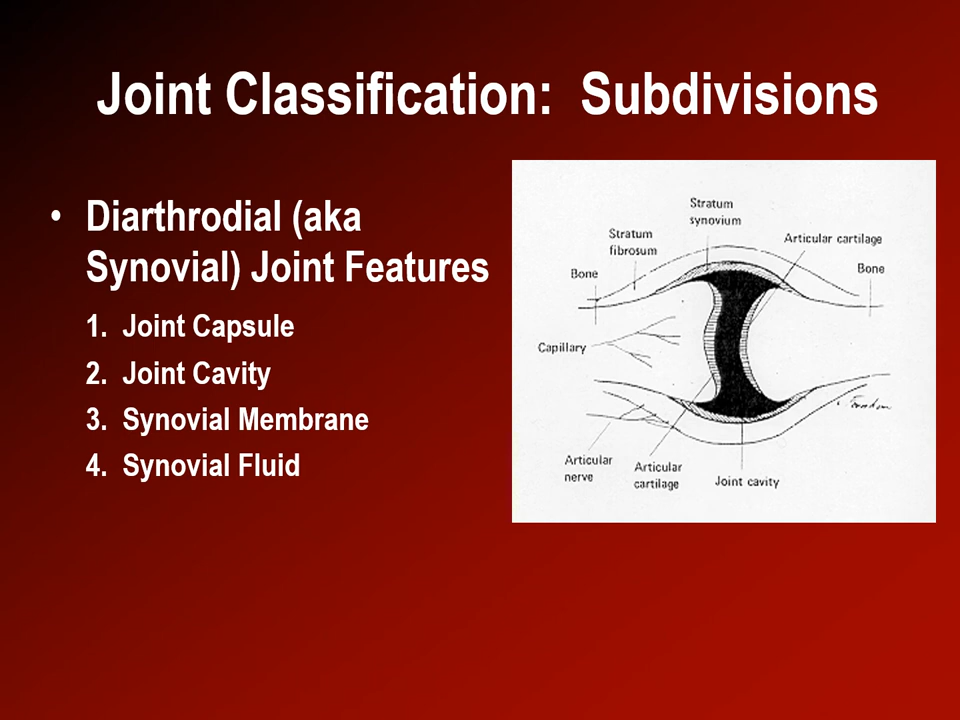 Joint Classification:  Subdivisions
• Diarthrodial (aka
Synovial) Joint Features
1. Joint Capsule
2. Joint Cavity
3. Synovial Membrane
4. Synovial Fluid
Stratum
synovium
Stratum
fibrosum
Articular cartilage
Bone
Bone
Capillary
Articular
nerve
Articular
cartilage
Joint cavity